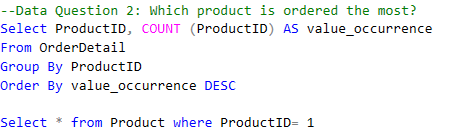 --Data Question 2: Which product is ordered the most?
Select ProductID, COUNT (ProductID) AS value_occurrence
From OrderDetail
Group By ProductID
Order By value_occurrence DESC
Select * from Product where ProductID= 1